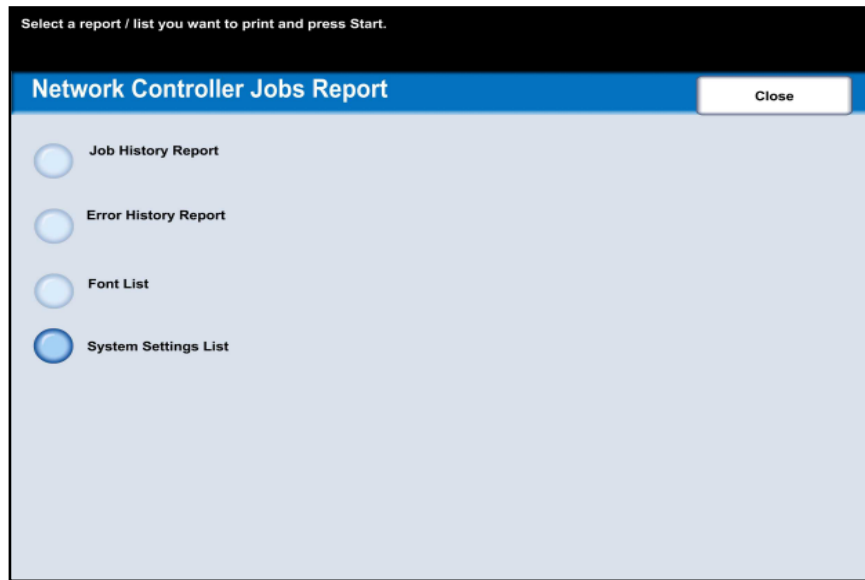 Select a report / list you want to print and press Start.
Network Controller Jobs Report
Close
Job History Report
Error History Report
Font List
System Settings List